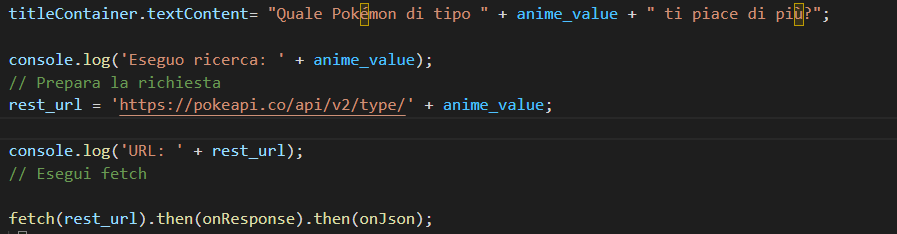 titleContainer.textContent= "Quale Pokémon di tipo " + anime_value + " ti piace di più?";
console.log('Eseguo ricerca: ' + anime_value);
// Prepara la richiesta
rest_url = 'https://pokeapi.co/api/v2/type/' + anime_value;
console.log('URL: ' + rest_url);
// Esegui fetch
fetch(rest_url).then(onResponse).then(onJson);